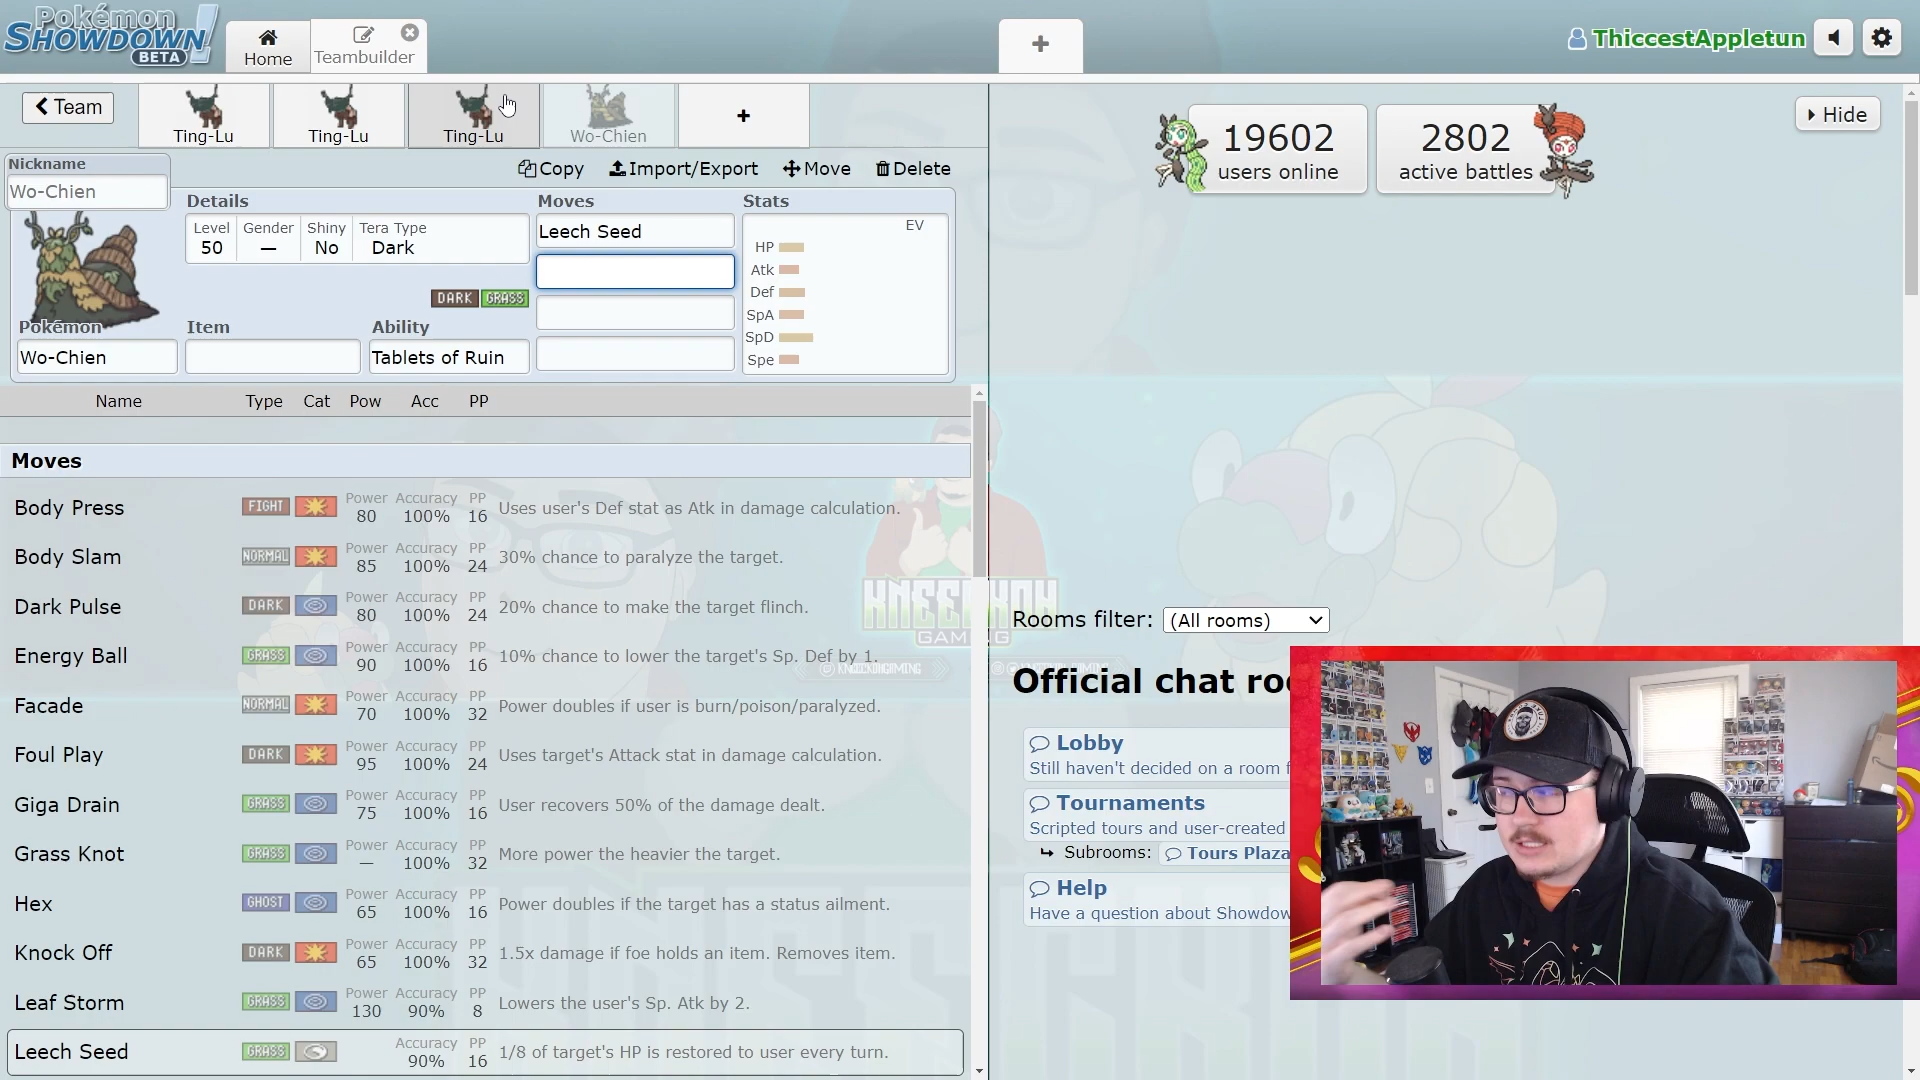 Pokémon
SHOWDOWN!
BETA
Home
Teambuilder
+
ThiccestAppletun
Team
Ting-Lu
Ting-Lu
Ting-Lu
Wo-Chien
+
19602
users online
2802
active battles
Hide
Nickname
Wo-Chien
Copy
Import/Export
Move
Delete
Details
Level
50
Gender
—
Shiny
No
Tera Type
Dark
DARK GRASS
Pokémon
Wo-Chien
Item
Ability
Tablets of Ruin
Moves
Leech Seed
Stats
EV
HP
Atk
Def
SpA
SpD
Spe
Name Type Cat Pow Acc PP
Moves
Body Press FIGHT Power 80 Accuracy 100% PP 16 Uses user's Def stat as Atk in damage calculation.
Body Slam NORMAL Power 85 Accuracy 100% PP 24 30% chance to paralyze the target.
Dark Pulse DARK Power 80 Accuracy 100% PP 24 20% chance to make the target flinch.
Energy Ball GRASS Power 90 Accuracy 100% PP 16 10% chance to lower the target's Sp. Def by 1.
Facade NORMAL Power 70 Accuracy 100% PP 32 Power doubles if user is burn/poison/paralyzed.
Foul Play DARK Power 95 Accuracy 100% PP 24 Uses target's Attack stat in damage calculation.
Giga Drain GRASS Power 75 Accuracy 100% PP 16 User recovers 50% of the damage dealt.
Grass Knot GRASS Power — Accuracy 100% PP 32 More power the heavier the target.
Hex GHOST Power 65 Accuracy 100% PP 16 Power doubles if the target has a status ailment.
Knock Off DARK Power 65 Accuracy 100% PP 32 1.5x damage if foe holds an item. Removes item.
Leaf Storm GRASS Power 130 Accuracy 90% PP 8 Lowers the user's Sp. Atk by 2.
Leech Seed GRASS Accuracy 90% PP 16 1/8 of target's HP is restored to user every turn.
GAMING
Rooms filter: (All rooms)
Official chat roo
Lobby
Still haven't decided on a room f
Tournaments
Scripted tours and user-created
Subrooms: Tours Plaza
Help
Have a question about Showdow